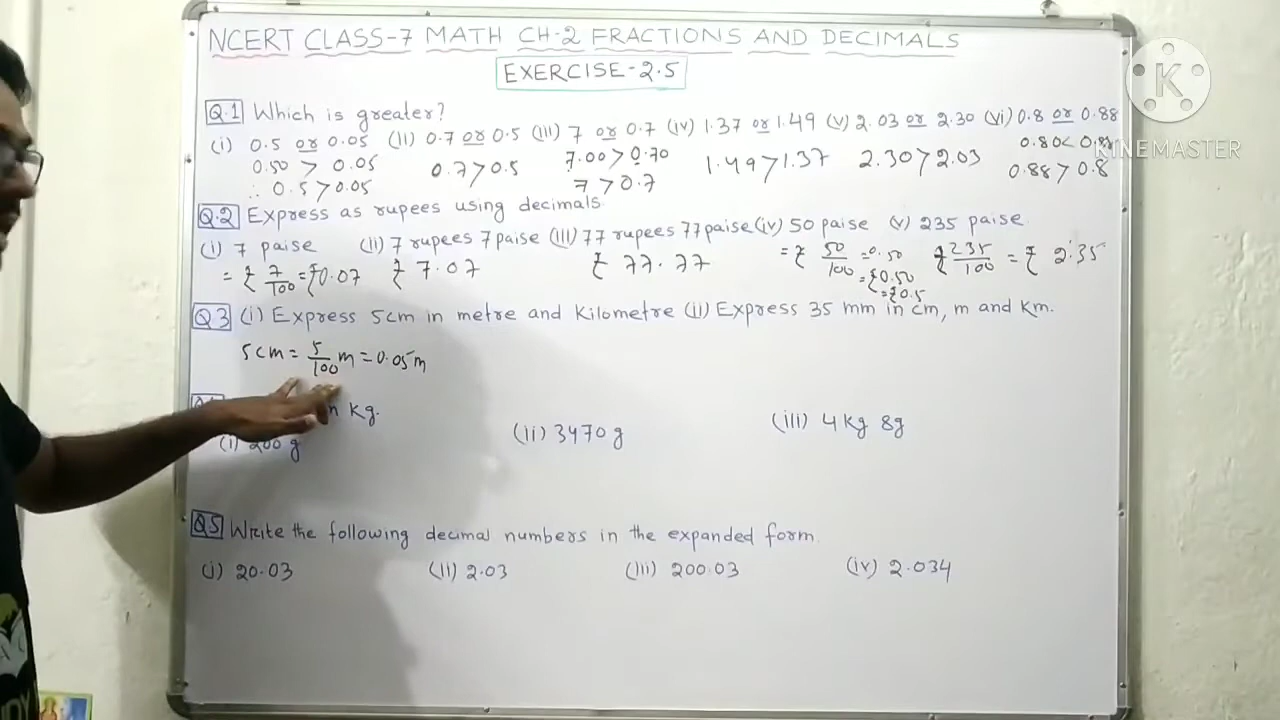 NCERT CLASS-7 MATH CH-2 FRACTIONS AND DECIMALS
EXERCISE-2.5
K
KINEMASTER
Q.1 Which is greater?
(i) 0.5 or 0.05 (ii) 0.7 or 0.5 (iii) 7 or 0.7 (iv) 1.37 or 1.49 (v) 2.03 or 2.30 (vi) 0.8 or 0.88
0.50 > 0.05 0.7>0.5 7.00>0.70 1.49>1.37 2.30>2.03 0.80<
∴ 0.5>0.05 7 > 0.7 0.88>0.8
Q.2 Express as rupees using decimals
(i) 7 paise (ii) 7 rupees 7 paise (iii) 77 rupees 77 paise (iv) 50 paise (v) 235 paise
= ₹ 7/100 = ₹0.07 ₹ 7.07 ₹ 77.77 = ₹ 50/100 = 0.50 ₹ 235/100 = ₹ 2.35
= ₹0.50
= ₹0.5
Q3 (i) Express 5cm in metre and Kilometre (ii) Express 35 mm in cm, m and Km.
5cm = 5/100 m = 0.05m
Kg.
(i) 200 g (ii) 3470 g (iii) 4 Kg 8g
Q5 Write the following decimal numbers in the expanded form
(i) 20.03 (ii) 2.03 (iii) 200.03 (iv) 2.034